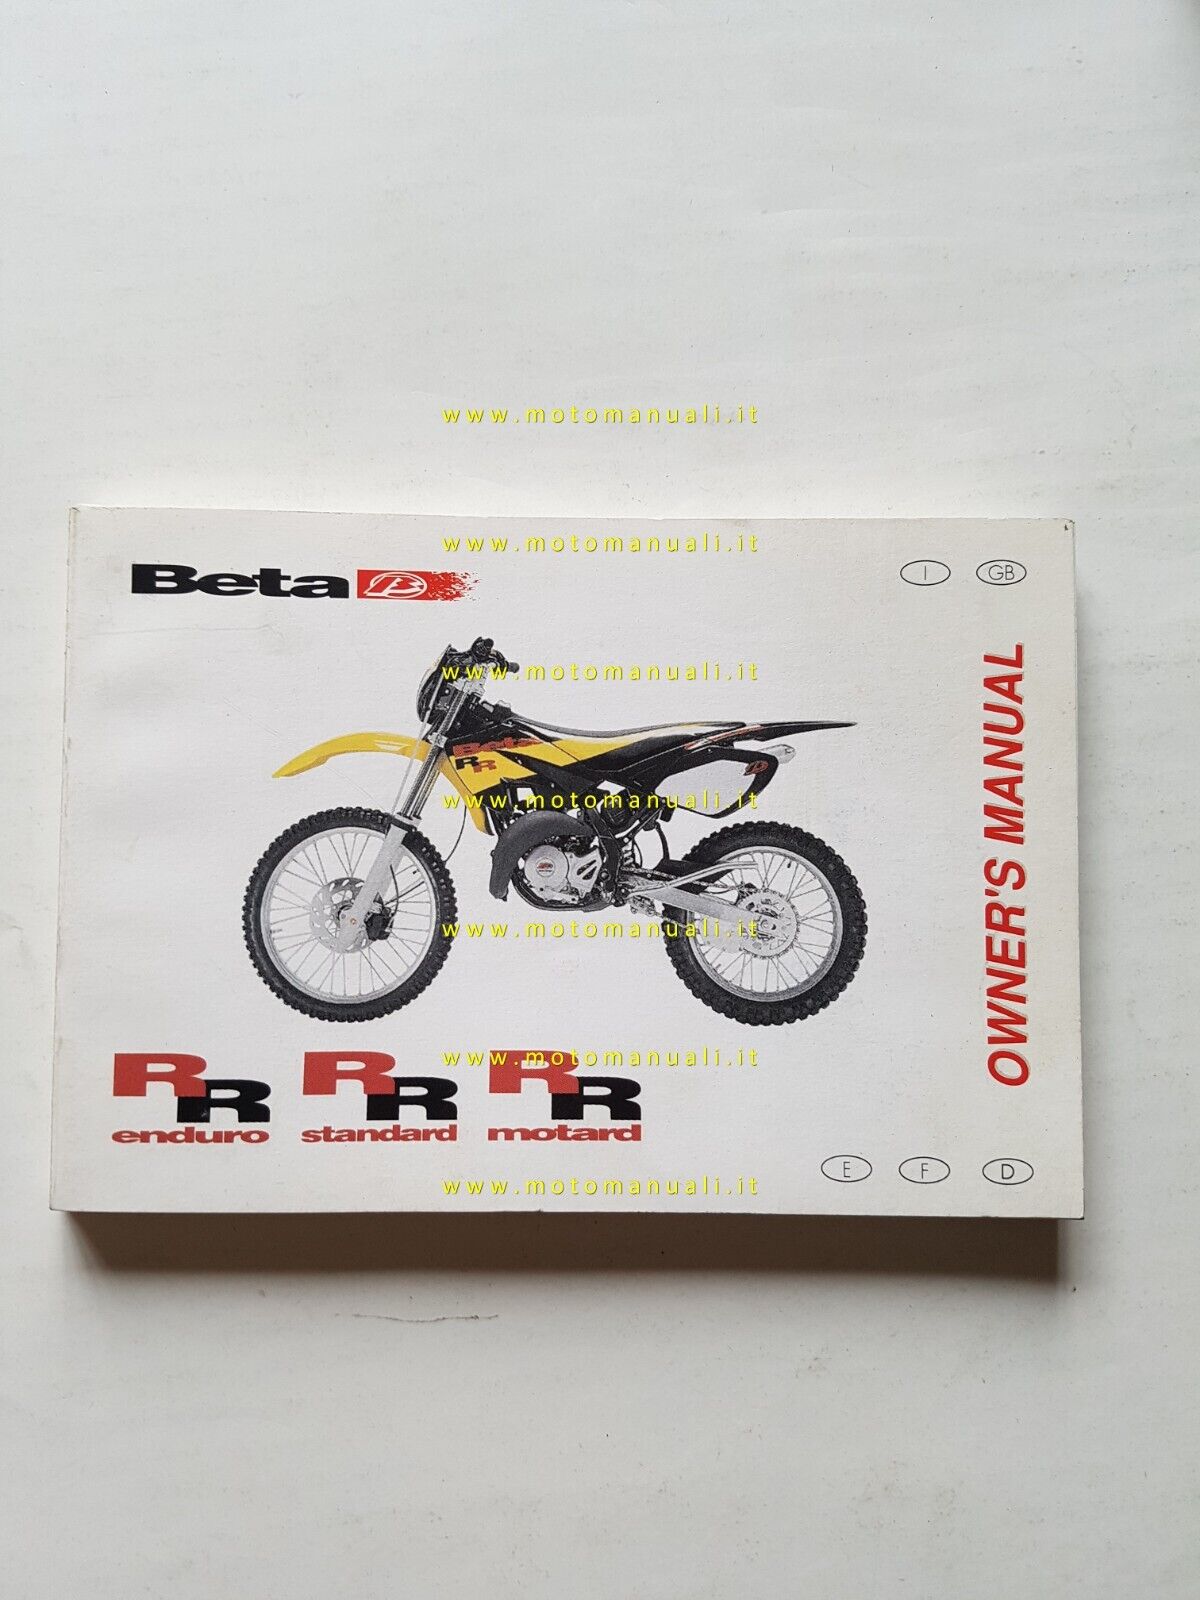 www.motomanuali.it
www.motomanuali.it
Beta B
I GB
www.motomanuali.it
Beta
RR
www.motomanuali.it
OWNER'S MANUAL
www.motomanuali.it
www.motomanuali.it
RR RR RR
enduro standard motard
E F D
www.motomanuali.it